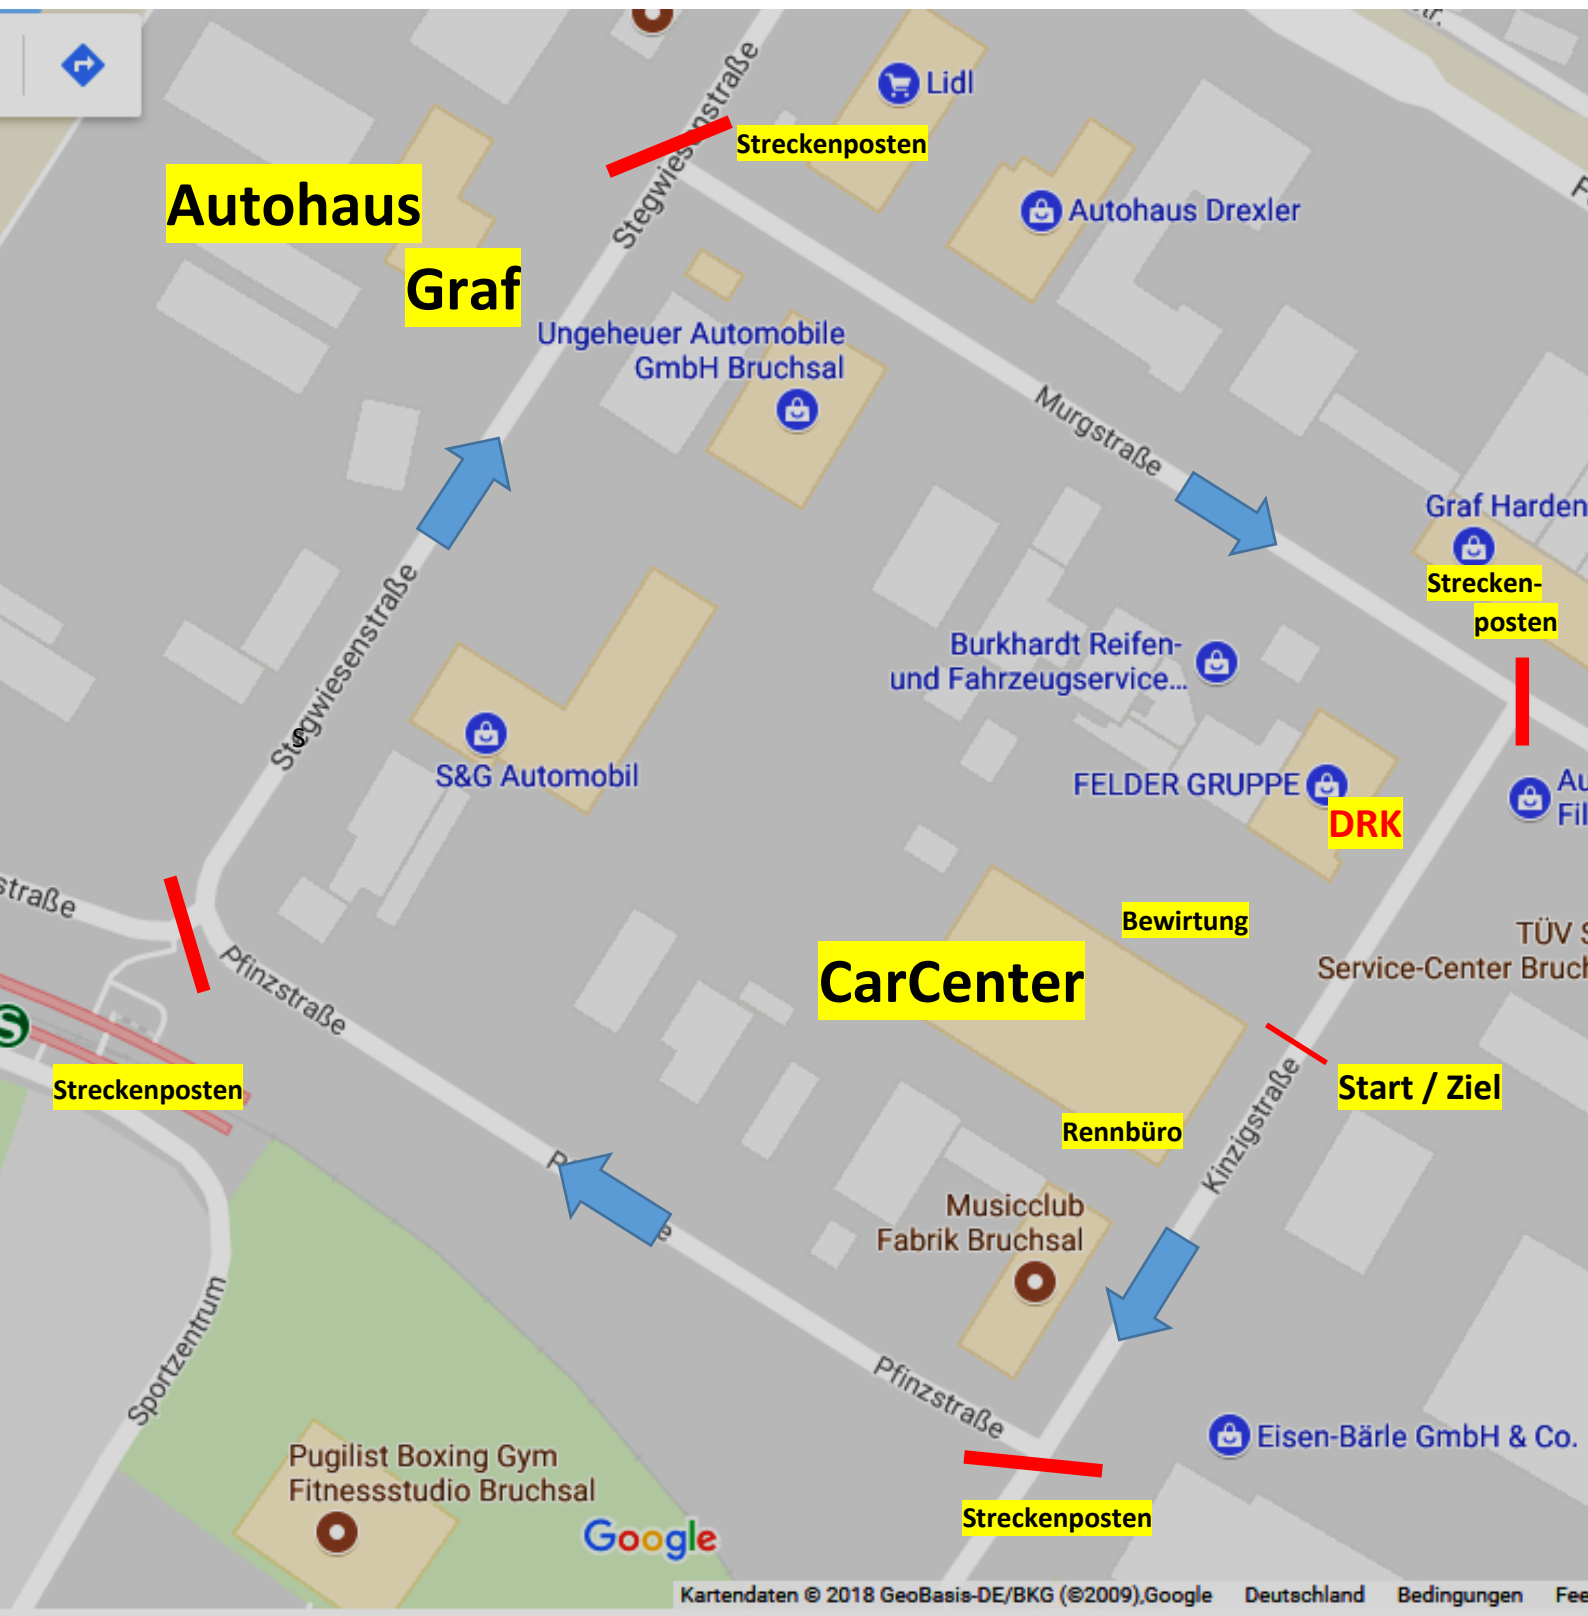 Lidl
Stegwiesenstraße
Streckenposten
Autohaus
Graf
Autohaus Drexler
Ungeheuer Automobile
GmbH Bruchsal
Murgstraße
Graf Harden
Strecken-
posten
Stegwiesenstraße
s
Burkhardt Reifen-
und Fahrzeugservice...
S&G Automobil
FELDER GRUPPE
DRK
Au
Fil
straße
Bewirtung
TÜV S
Service-Center Bruch
CarCenter
Pfinzstraße
S
Streckenposten
Start / Ziel
Kinzigstraße
Rennbüro
Musicclub
Fabrik Bruchsal
Sportzentrum
Pfinzstraße
Eisen-Bärle GmbH & Co.
Pugilist Boxing Gym
Fitnessstudio Bruchsal
Streckenposten
Google
Kartendaten © 2018 GeoBasis-DE/BKG (©2009),Google Deutschland Bedingungen Fee